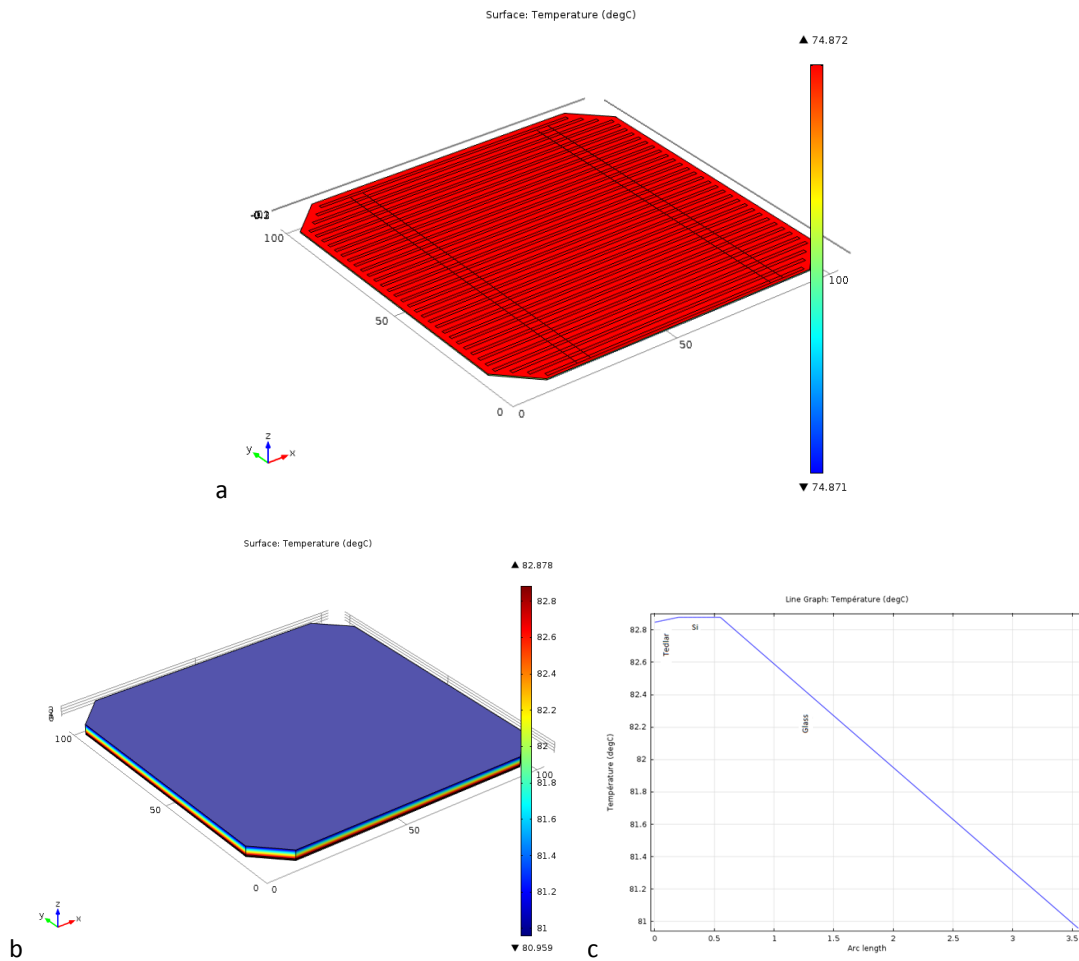 Surface: Temperature (degC)
▲ 74.872
100
50
0
0
50
100
y
z
x
▼ 74.871
a
Surface: Temperature (degC)
▲ 82.878
82.8
82.6
82.4
82.2
82
81.8
81.6
81.4
81.2
81
▼ 80.959
100
50
0
0
50
100
y
z
x
b
Line Graph: Température (degC)
Température (degC)
82.8
82.6
82.4
82.2
82
81.8
81.6
81.4
81.2
81
Tedlar
Si
Glass
0
0.5
1
1.5
2
2.5
3
3.5
Arc length
c